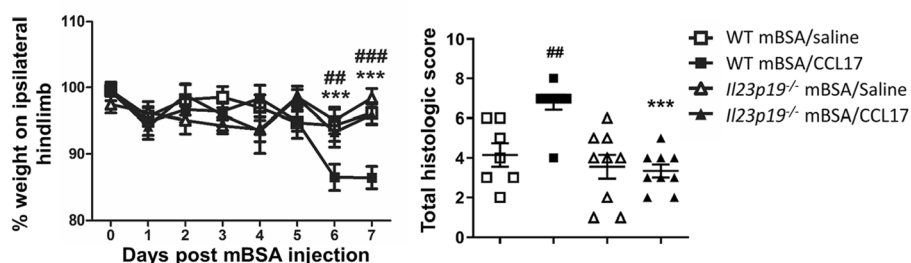 % weight on ipsilateral
hindlimb
110
100
90
80
##
***
###
***
0 1 2 3 4 5 6 7
Days post mBSA injection
Total histologic score
10
8
6
4
2
0
##
***
WT mBSA/saline
WT mBSA/CCL17
Il23p19-/- mBSA/Saline
Il23p19-/- mBSA/CCL17